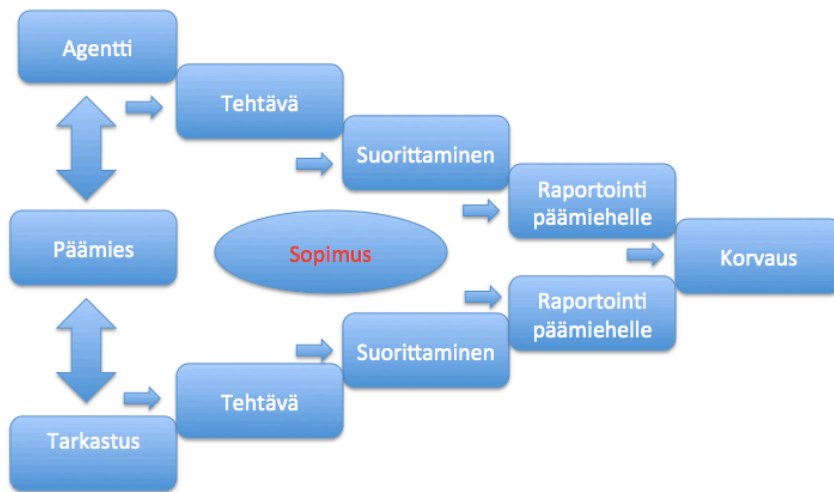 Agentti
Tehtävä
Suorittaminen
Raportointi
päämiehelle
Päämies
Sopimus
Korvaus
Raportointi
päämiehelle
Suorittaminen
Tehtävä
Tarkastus